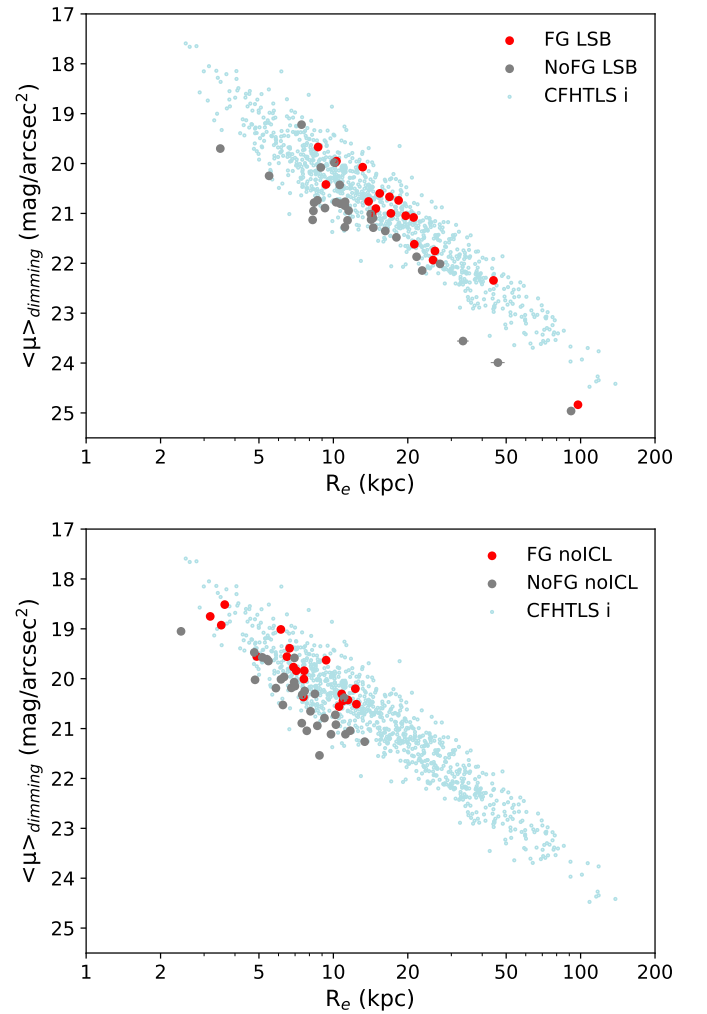 17
18
19
20
21
22
23
24
25
<μ>dimming (mag/arcsec²)
FG LSB
NoFG LSB
CFHTLS i
1 5 10 20 50 100 200
Rₑ (kpc)
17
18
19
20
21
22
23
24
25
<μ>dimming (mag/arcsec²)
FG noICL
NoFG noICL
CFHTLS i
1 5 10 20 50 100 200
Rₑ (kpc)